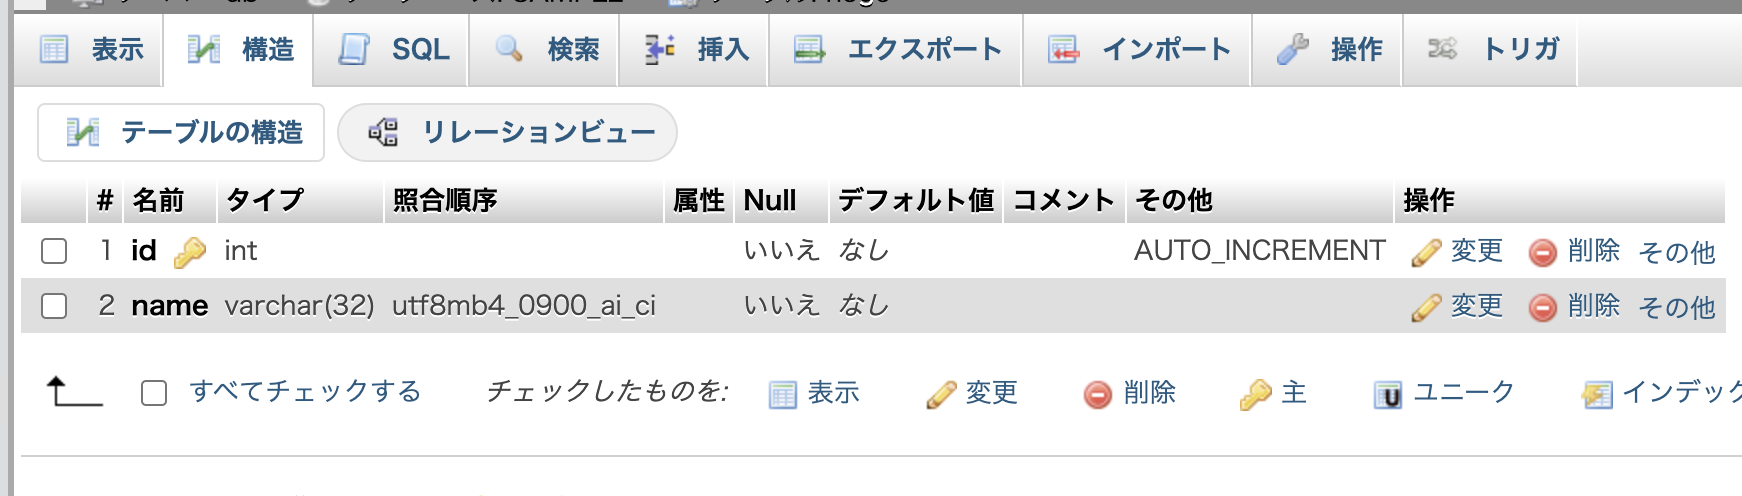 表示 構造 SQL 検索 挿入 エクスポート インポート 操作 トリガ
テーブルの構造 リレーションビュー
# 名前 タイプ 照合順序 属性 Null デフォルト値 コメント その他 操作
1 id int いいえ なし AUTO_INCREMENT 変更 削除 その他
2 name varchar(32) utf8mb4_0900_ai_ci いいえ なし 変更 削除 その他
すべてチェックする チェックしたものを: 表示 変更 削除 主 ユニーク インデック